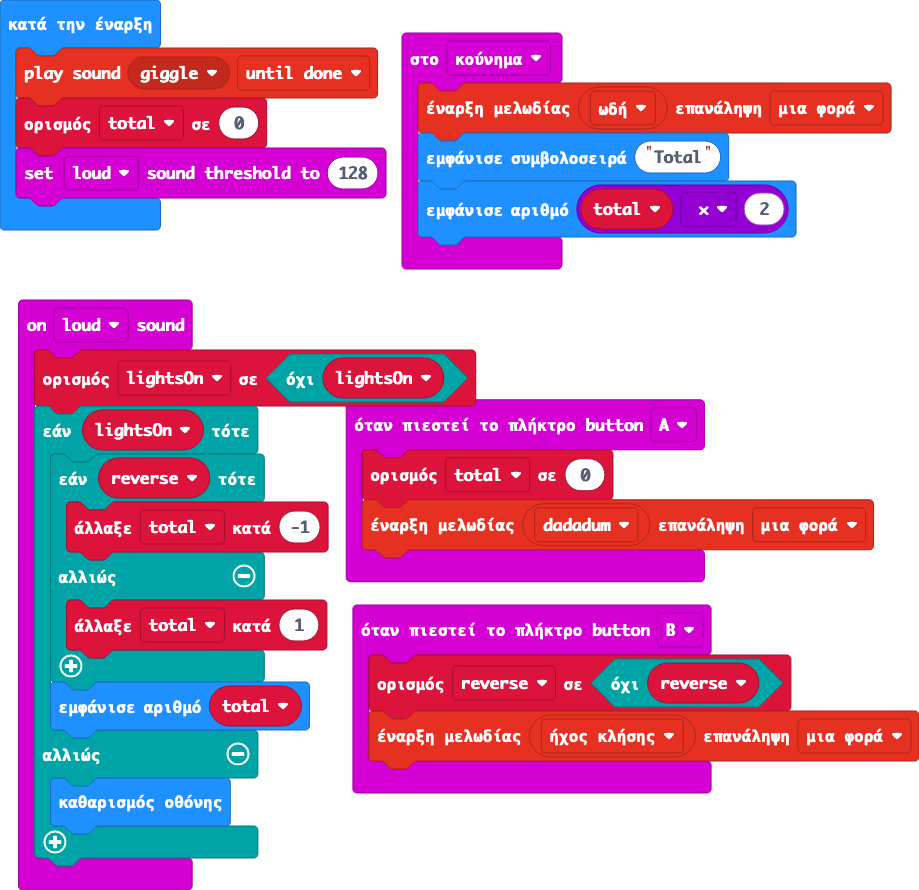 κατά την έναρξη
play sound giggle until done
ορισμός total σε 0
set loud sound threshold to 128
στο κούνημα
έναρξη μελωδίας ωδή επανάληψη μια φορά
εμφάνισε συμβολοσειρά "Total"
εμφάνισε αριθμό total x 2
on loud sound
ορισμός lightsOn σε όχι lightsOn
εάν lightsOn τότε
εάν reverse τότε
άλλαξε total κατά -1
αλλιώς
άλλαξε total κατά 1
εμφάνισε αριθμό total
αλλιώς
καθαρισμός οθόνης
όταν πιεστεί το πλήκτρο button A
ορισμός total σε 0
έναρξη μελωδίας dadadum επανάληψη μια φορά
όταν πιεστεί το πλήκτρο button B
ορισμός reverse σε όχι reverse
έναρξη μελωδίας ήχος κλήσης επανάληψη μια φορά